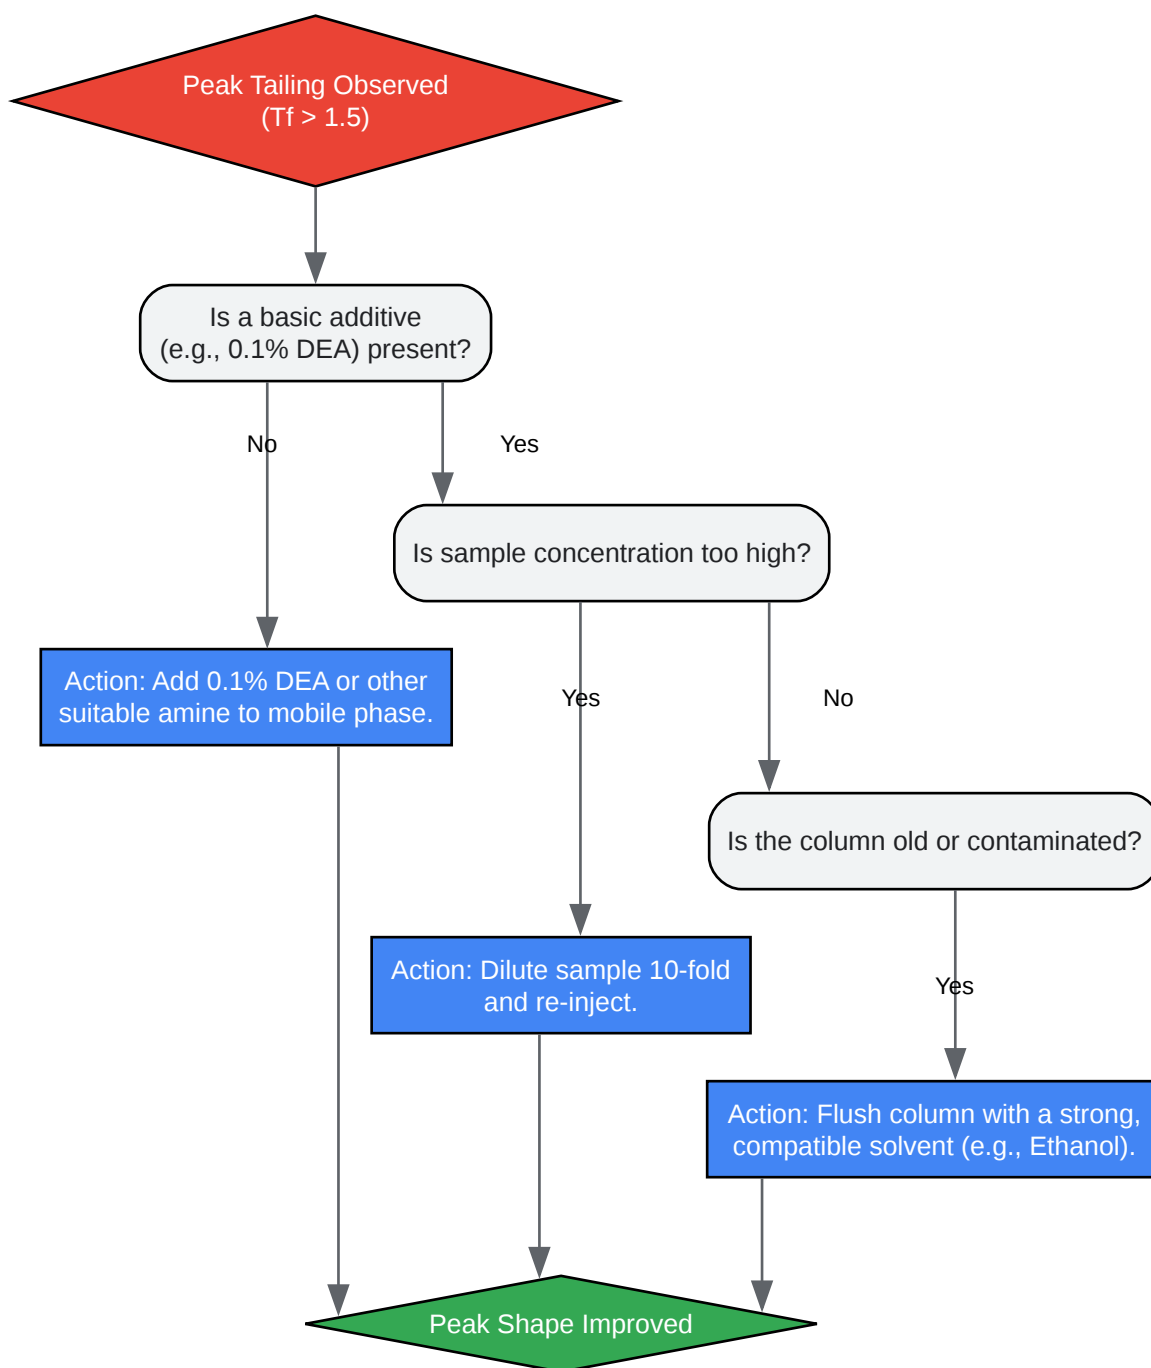 Peak Tailing Observed
(Tf > 1.5)
Is a basic additive
(e.g., 0.1% DEA) present?
No
Yes
Is sample concentration too high?
Action: Add 0.1% DEA or other
suitable amine to mobile phase.
Yes
No
Is the column old or contaminated?
Action: Dilute sample 10-fold
and re-inject.
Yes
Action: Flush column with a strong,
compatible solvent (e.g., Ethanol).
Peak Shape Improved